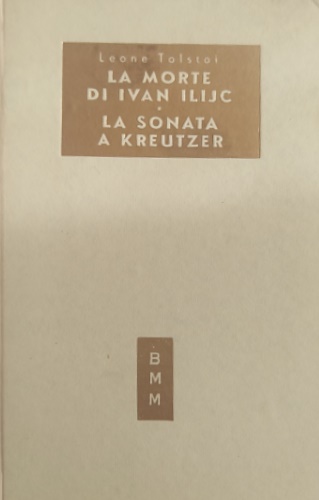 Leone Tolstoi
LA MORTE
DI IVAN ILIJC
•
LA SONATA
A KREUTZER
B
M
M